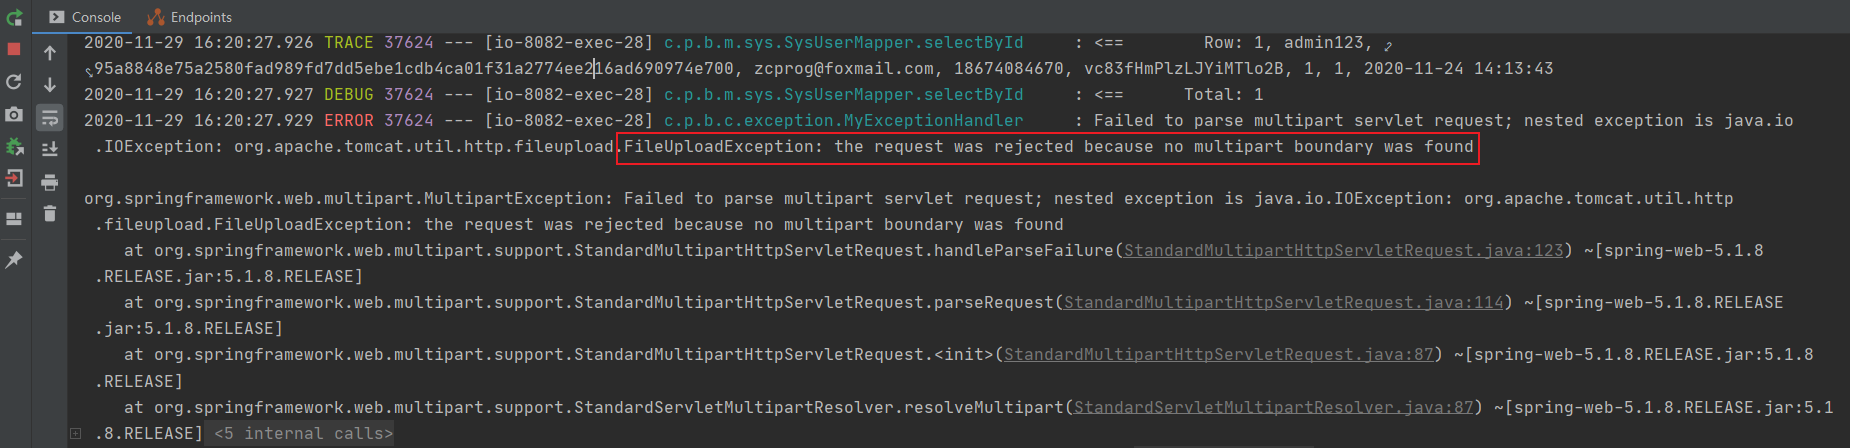 Console Endpoints
2020-11-29 16:20:27.926 TRACE 37624 --- [io-8082-exec-28] c.p.b.m.sys.SysUserMapper.selectById : <== Row: 1, admin123,
95a8848e75a2580fad989fd7dd5ebe1cdb4ca01f31a2774ee216ad690974e700, zcprog@foxmail.com, 18674084670, vc83fHmPlzLJYiMTlo2B, 1, 1, 2020-11-24 14:13:43
2020-11-29 16:20:27.927 DEBUG 37624 --- [io-8082-exec-28] c.p.b.m.sys.SysUserMapper.selectById : <== Total: 1
2020-11-29 16:20:27.929 ERROR 37624 --- [io-8082-exec-28] c.p.b.c.exception.MyExceptionHandler : Failed to parse multipart servlet request; nested exception is java.io
.IOException: org.apache.tomcat.util.http.fileupload.FileUploadException: the request was rejected because no multipart boundary was found
org.springframework.web.multipart.MultipartException: Failed to parse multipart servlet request; nested exception is java.io.IOException: org.apache.tomcat.util.http
.fileupload.FileUploadException: the request was rejected because no multipart boundary was found
at org.springframework.web.multipart.support.StandardMultipartHttpServletRequest.handleParseFailure(StandardMultipartHttpServletRequest.java:123) ~[spring-web-5.1.8
.RELEASE.jar:5.1.8.RELEASE]
at org.springframework.web.multipart.support.StandardMultipartHttpServletRequest.parseRequest(StandardMultipartHttpServletRequest.java:114) ~[spring-web-5.1.8.RELEASE
.jar:5.1.8.RELEASE]
at org.springframework.web.multipart.support.StandardMultipartHttpServletRequest.<init>(StandardMultipartHttpServletRequest.java:87) ~[spring-web-5.1.8.RELEASE.jar:5.1.8
.RELEASE]
at org.springframework.web.multipart.support.StandardServletMultipartResolver.resolveMultipart(StandardServletMultipartResolver.java:87) ~[spring-web-5.1.8.RELEASE.jar:5.1
.8.RELEASE] <5 internal calls>